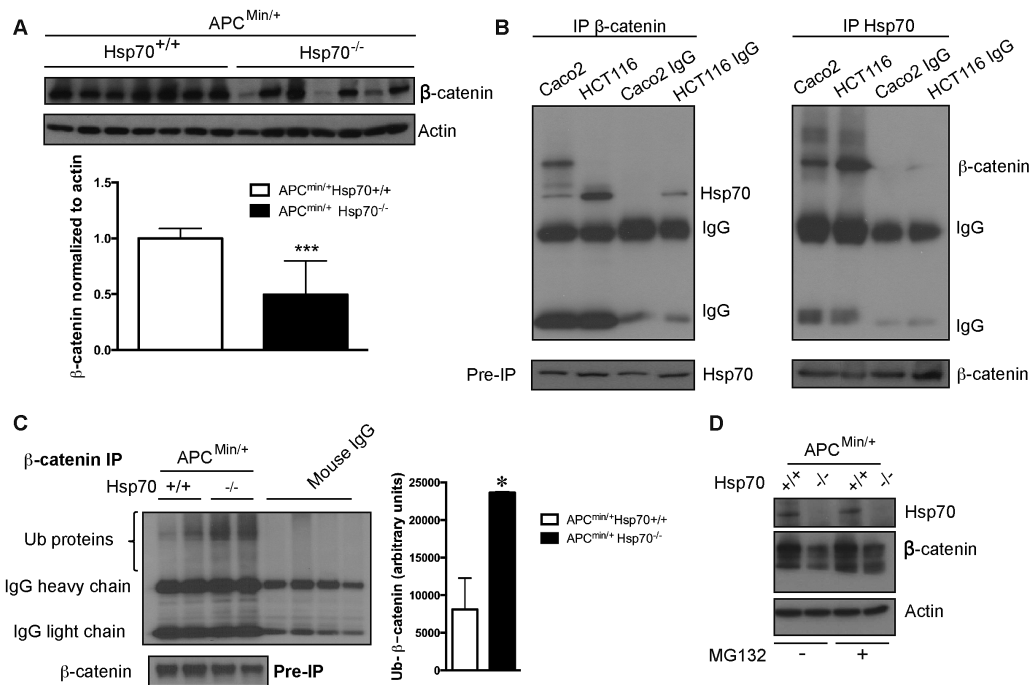 A
APC Min/+
Hsp70+/+ Hsp70-/-
β-catenin
Actin
β-catenin normalized to actin
1.5
1.0
0.5
0.0
APCmin/+Hsp70+/+
APCmin/+ Hsp70-/-
***
B
IP β-catenin
Caco2 HCT116 Caco2 IgG HCT116 IgG
Hsp70
IgG
IgG
Pre-IP Hsp70
IP Hsp70
Caco2 HCT116 Caco2 IgG HCT116 IgG
β-catenin
IgG
IgG
β-catenin
C
β-catenin IP
APC Min/+
Mouse IgG
Hsp70 +/+ -/-
Ub proteins
IgG heavy chain
IgG light chain
β-catenin Pre-IP
Ub- β-catenin (arbitrary units)
25000
20000
15000
10000
5000
0
*
APCmin/+Hsp70+/+
APCmin/+ Hsp70-/-
D
APC Min/+
Hsp70 +/+ -/- +/+ -/-
Hsp70
β-catenin
Actin
MG132 - +